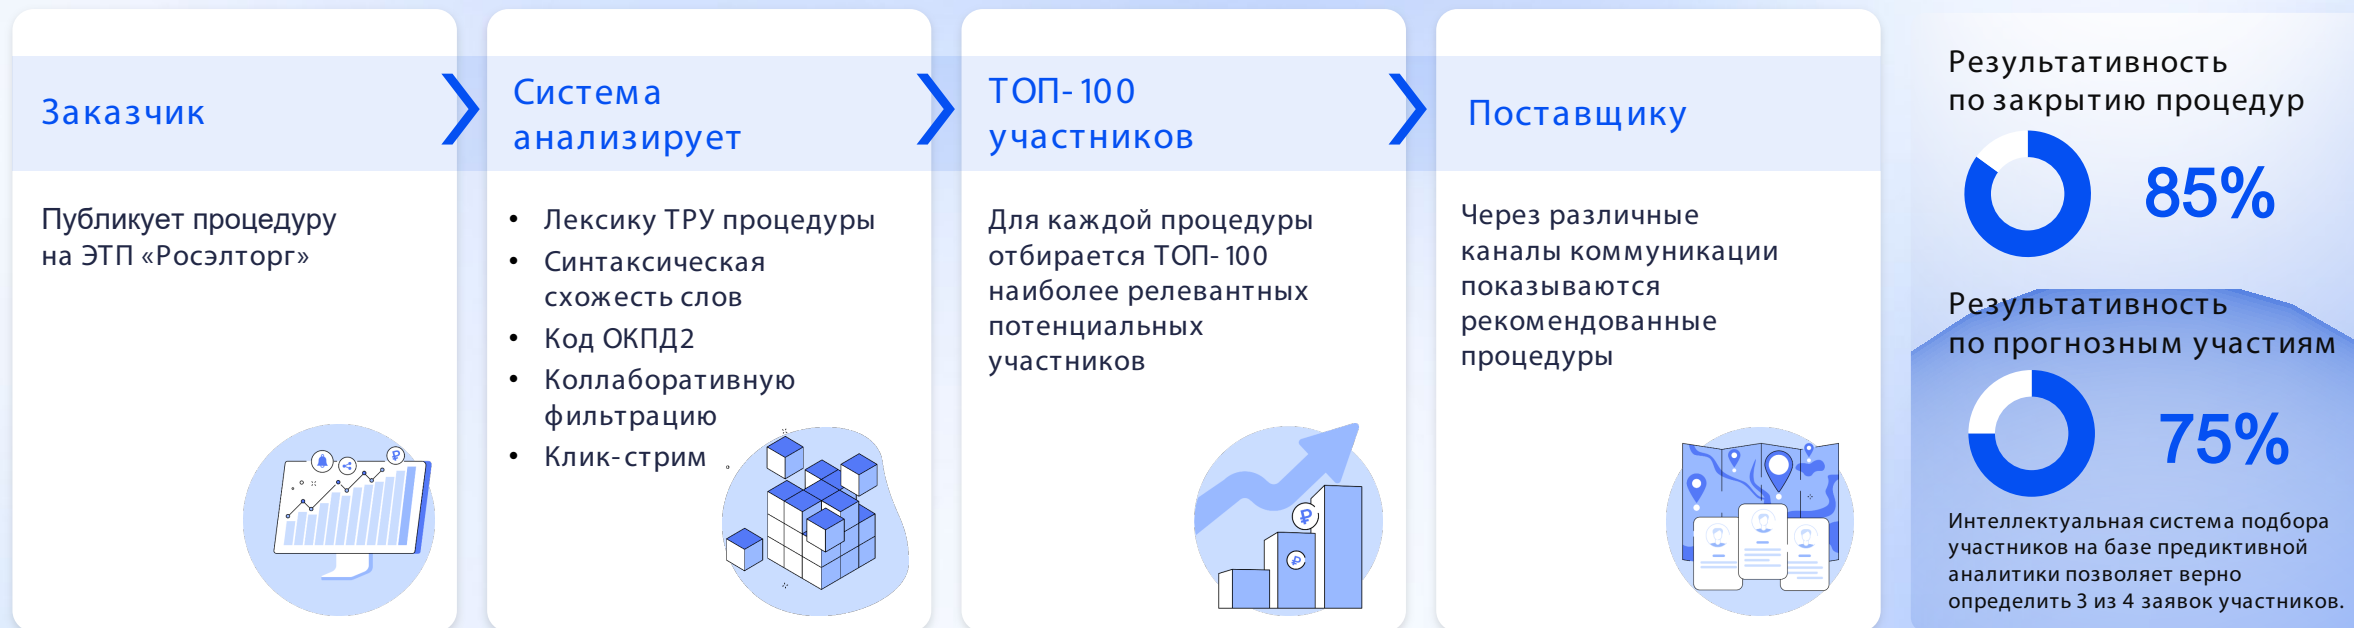 Заказчик
Публикует процедуру
на ЭТП «Росэлторг»
Система
анализирует
• Лексику ТРУ процедуры
• Синтаксическая
схожесть слов
• Код ОКПД2
• Коллаборативную
фильтрацию
• Клик-стрим
ТОП-100
участников
Для каждой процедуры
отбирается ТОП-100
наиболее релевантных
потенциальных
участников
Поставщику
Через различные
каналы коммуникации
показываются
рекомендованные
процедуры
Результативность
по закрытию процедур
85%
Результативность
по прогнозным участиям
75%
Интеллектуальная система подбора
участников на базе предиктивной
аналитики позволяет верно
определить 3 из 4 заявок участников.